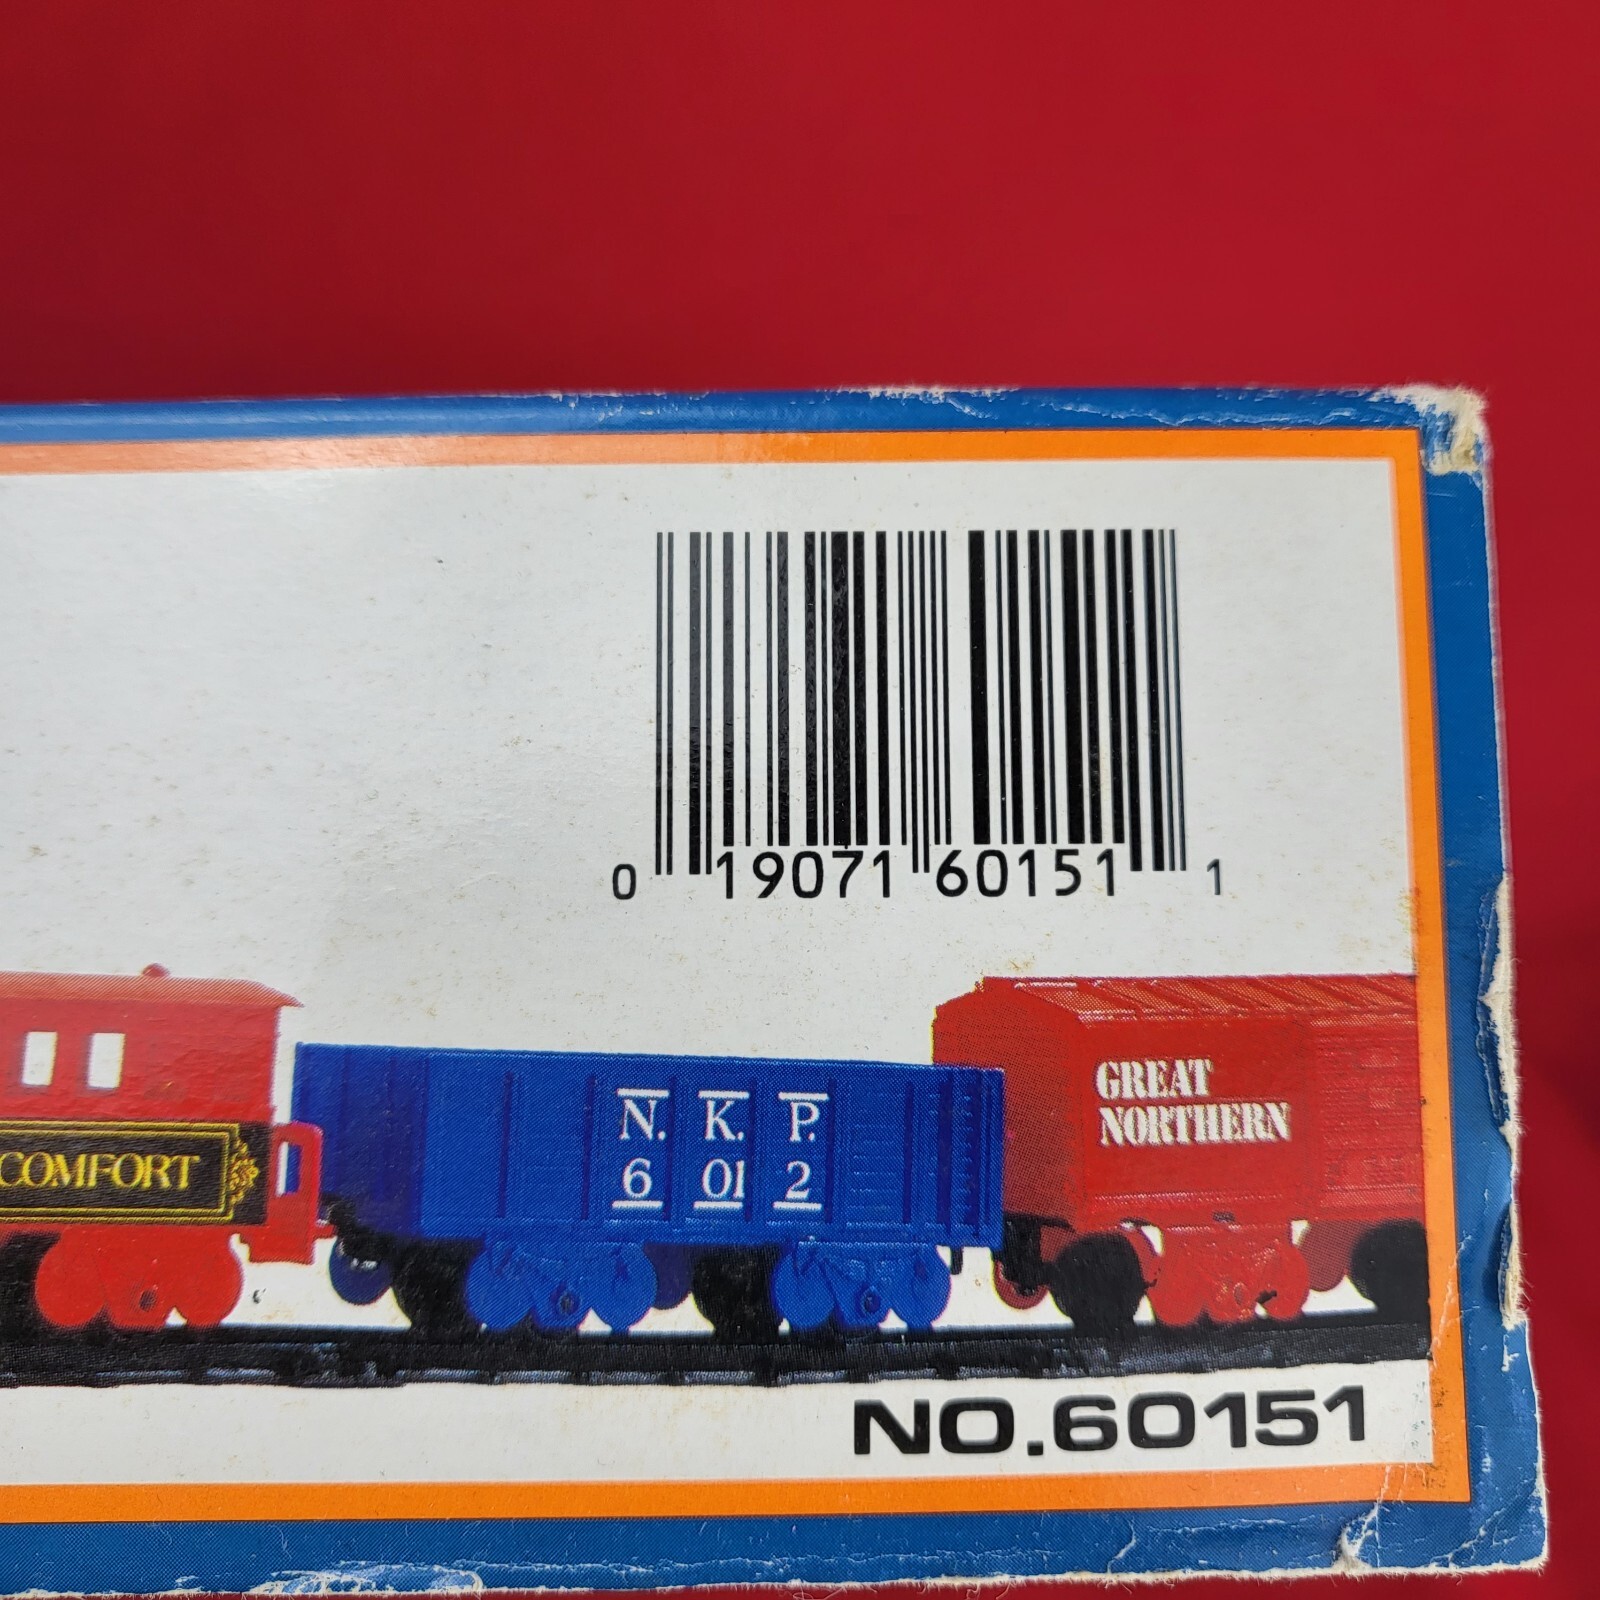 0 19071 60151 1
COMFORT
N. K. P.
6 01 2
GREAT
NORTHERN
NO.60151